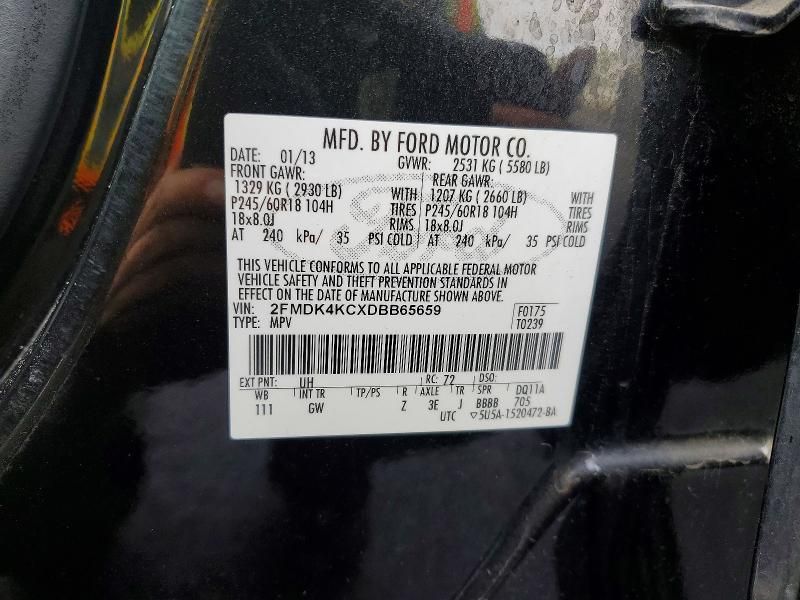 MFD. BY FORD MOTOR CO.
DATE: 01/13 GVWR: 2531 KG ( 5580 LB)
FRONT GAWR: REAR GAWR:
1329 KG ( 2930 LB) WITH 1207 KG ( 2660 LB) WITH
P245/60R18 104H TIRES P245/60R18 104H TIRES
18x8.0J RIMS 18x8.0J RIMS
AT 240 kPa/ 35 PSI COLD AT 240 kPa/ 35 PSI COLD
Ford
THIS VEHICLE CONFORMS TO ALL APPLICABLE FEDERAL MOTOR
VEHICLE SAFETY AND THEFT PREVENTION STANDARDS IN
EFFECT ON THE DATE OF MANUFACTURE SHOWN ABOVE.
VIN: 2FMDK4KCXDBB65659 F0175
TYPE: MPV T0239
EXT PNT: UH RC: 72 DSO:
WB INT TR TP/PS R AXLE TR SPR DQ11A
111 GW Z 3E J BBBB 705
UTC ▽5U5A-1520472-BA